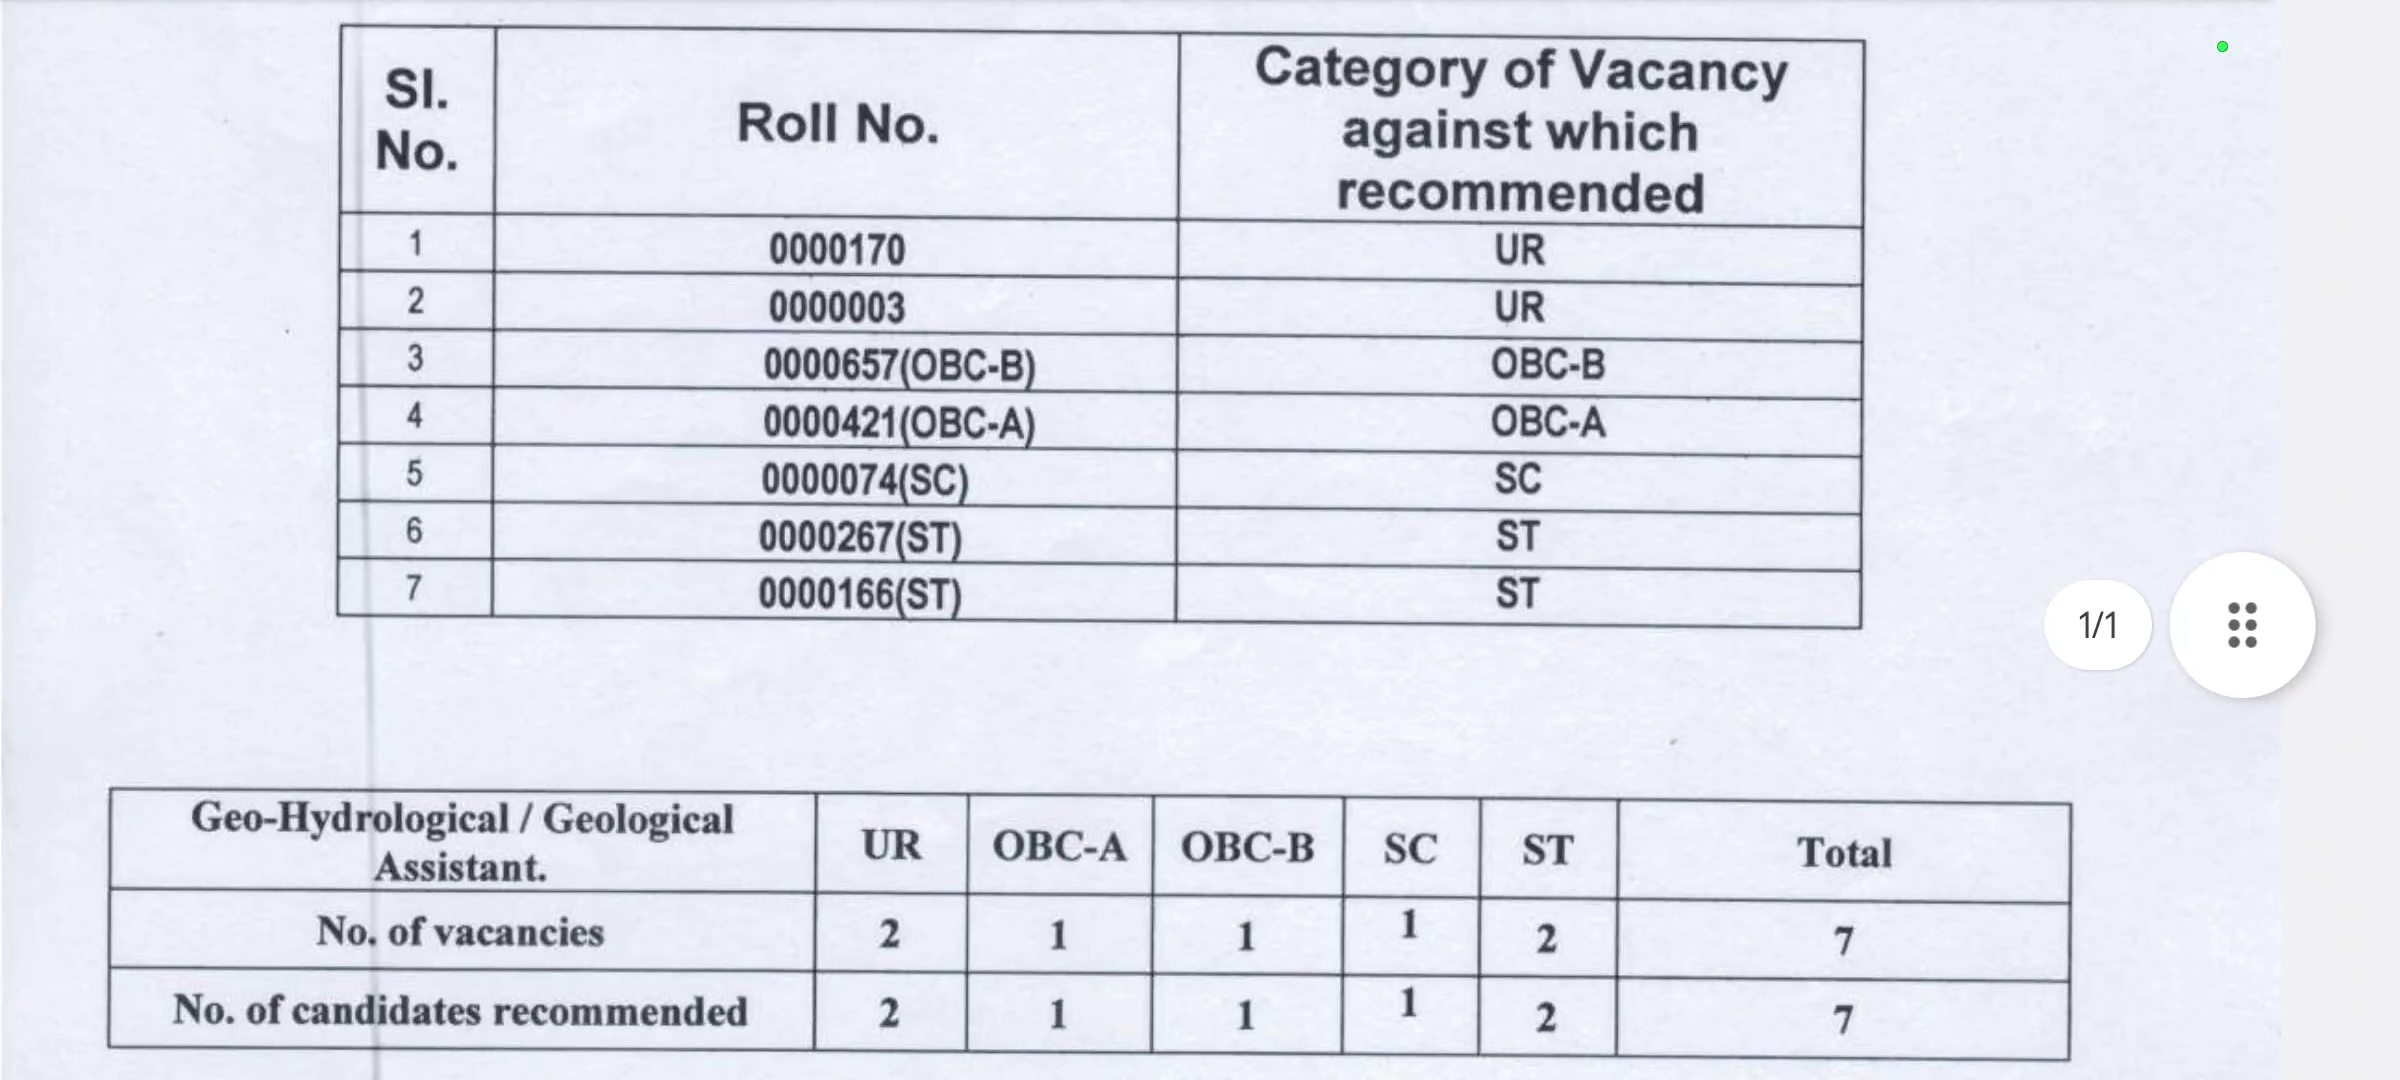 Sl. No.
Roll No.
Category of Vacancy against which recommended
1 0000170 UR
2 0000003 UR
3 0000657(OBC-B) OBC-B
4 0000421(OBC-A) OBC-A
5 0000074(SC) SC
6 0000267(ST) ST
7 0000166(ST) ST
1/1
Geo-Hydrological / Geological Assistant. UR OBC-A OBC-B SC ST Total
No. of vacancies 2 1 1 1 2 7
No. of candidates recommended 2 1 1 1 2 7